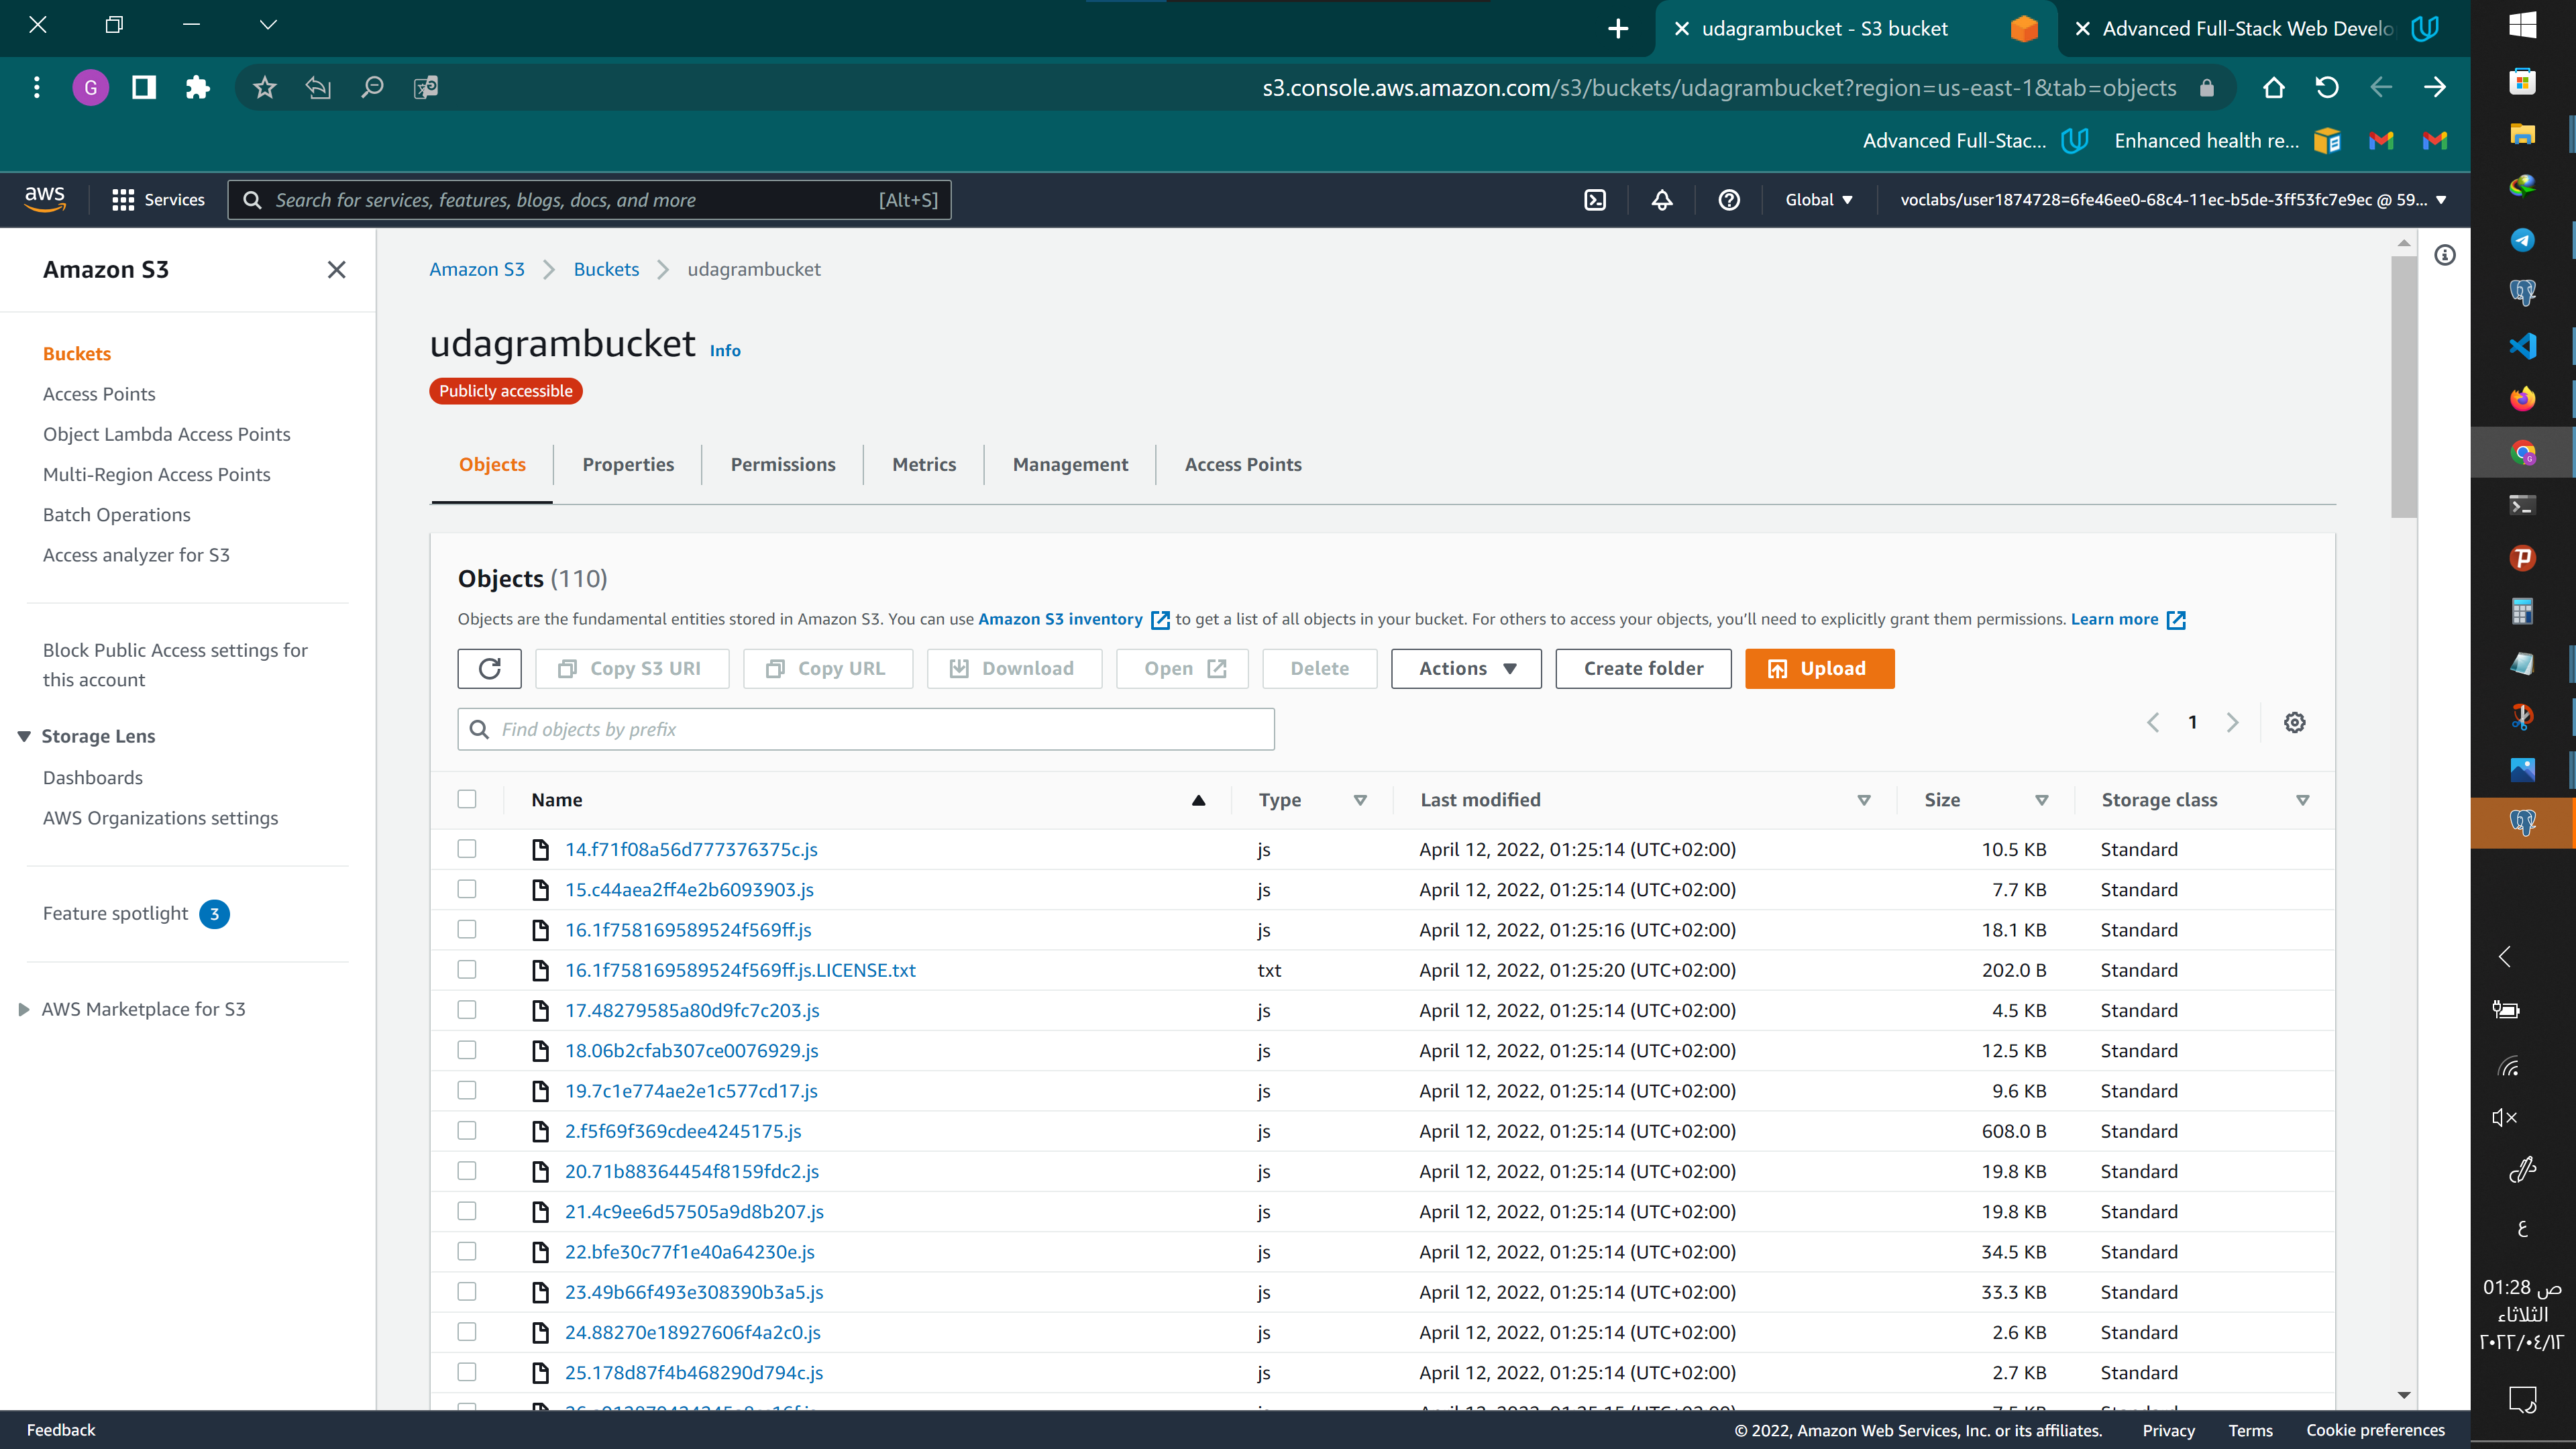 udagrambucket - S3 bucket
Advanced Full-Stack Web Develo
G
s3.console.aws.amazon.com/s3/buckets/udagrambucket?region=us-east-1&tab=objects
Advanced Full-Stac...
Enhanced health re...
aws
Services
Search for services, features, blogs, docs, and more
[Alt+S]
Global
voclabs/user1874728=6fe46ee0-68c4-11ec-b5de-3ff53fc7e9ec @ 59...
Amazon S3
Buckets
Access Points
Object Lambda Access Points
Multi-Region Access Points
Batch Operations
Access analyzer for S3
Block Public Access settings for
this account
Storage Lens
Dashboards
AWS Organizations settings
Feature spotlight 3
AWS Marketplace for S3
Amazon S3 Buckets udagrambucket
udagrambucket Info
Publicly accessible
Objects Properties Permissions Metrics Management Access Points
Objects (110)
Objects are the fundamental entities stored in Amazon S3. You can use Amazon S3 inventory to get a list of all objects in your bucket. For others to access your objects, you'll need to explicitly grant them permissions. Learn more
Copy S3 URI Copy URL Download Open Delete Actions Create folder Upload
Find objects by prefix
1
Name Type Last modified Size Storage class
14.f71f08a56d777376375c.js js April 12, 2022, 01:25:14 (UTC+02:00) 10.5 KB Standard
15.c44aea2ff4e2b6093903.js js April 12, 2022, 01:25:14 (UTC+02:00) 7.7 KB Standard
16.1f758169589524f569ff.js js April 12, 2022, 01:25:16 (UTC+02:00) 18.1 KB Standard
16.1f758169589524f569ff.js.LICENSE.txt txt April 12, 2022, 01:25:20 (UTC+02:00) 202.0 B Standard
17.48279585a80d9fc7c203.js js April 12, 2022, 01:25:14 (UTC+02:00) 4.5 KB Standard
18.06b2cfab307ce0076929.js js April 12, 2022, 01:25:14 (UTC+02:00) 12.5 KB Standard
19.7c1e774ae2e1c577cd17.js js April 12, 2022, 01:25:14 (UTC+02:00) 9.6 KB Standard
2.f5f69f369cdee4245175.js js April 12, 2022, 01:25:14 (UTC+02:00) 608.0 B Standard
20.71b88364454f8159fdc2.js js April 12, 2022, 01:25:14 (UTC+02:00) 19.8 KB Standard
21.4c9ee6d57505a9d8b207.js js April 12, 2022, 01:25:14 (UTC+02:00) 19.8 KB Standard
22.bfe30c77f1e40a64230e.js js April 12, 2022, 01:25:14 (UTC+02:00) 34.5 KB Standard
23.49b66f493e308390b3a5.js js April 12, 2022, 01:25:14 (UTC+02:00) 33.3 KB Standard
24.88270e18927606f4a2c0.js js April 12, 2022, 01:25:14 (UTC+02:00) 2.6 KB Standard
25.178d87f4b468290d794c.js js April 12, 2022, 01:25:14 (UTC+02:00) 2.7 KB Standard
Feedback
© 2022, Amazon Web Services, Inc. or its affiliates. Privacy Terms Cookie preferences
ع
01:28 ص
الثلاثاء
٢٠٢٢/٠٤/١٢